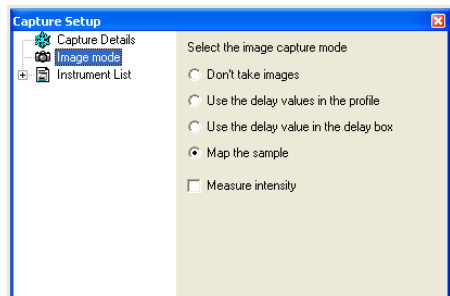 Capture Setup
Capture Details
Image mode
Instrument List
Select the image capture mode
Don't take images
Use the delay values in the profile
Use the delay value in the delay box
Map the sample
Measure intensity